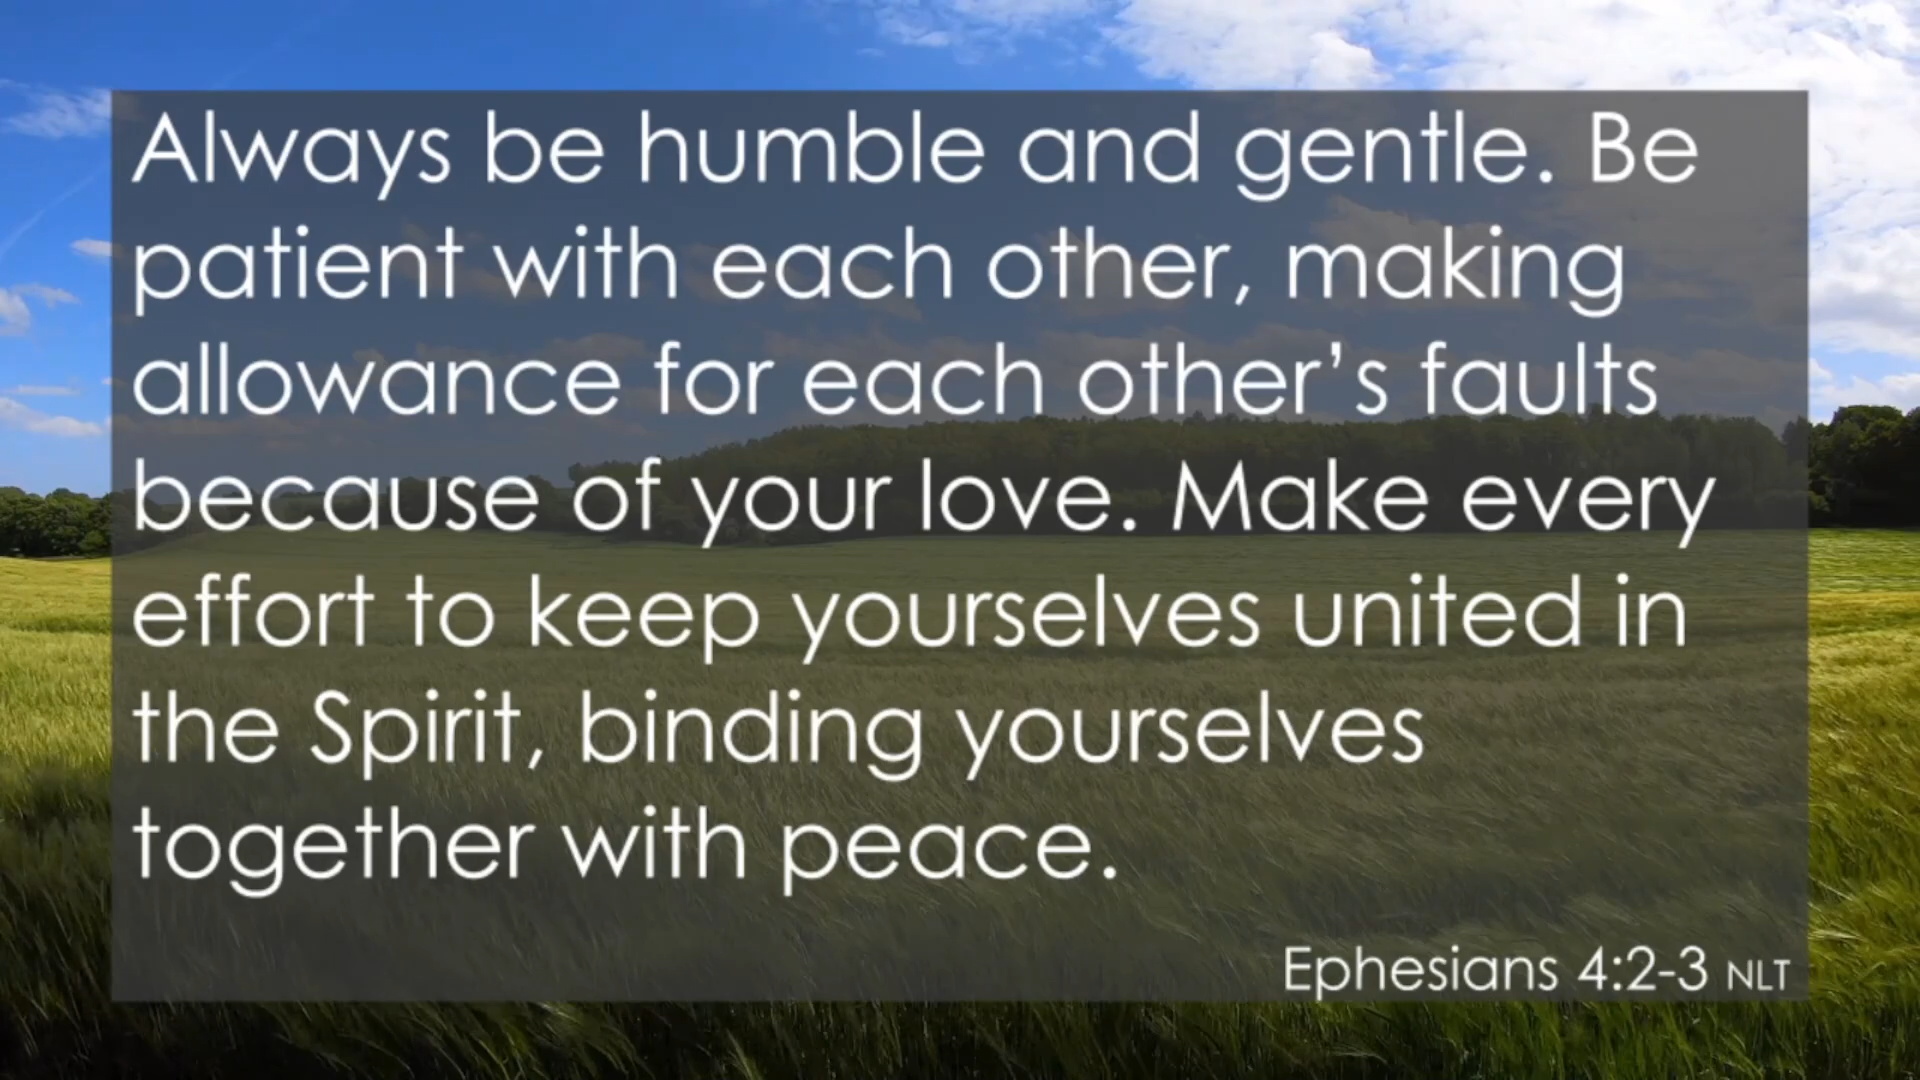 Always be humble and gentle. Be
patient with each other, making
allowance for each other’s faults
because of your love. Make every
effort to keep yourselves united in
the Spirit, binding yourselves
together with peace.
Ephesians 4:2-3 NLT